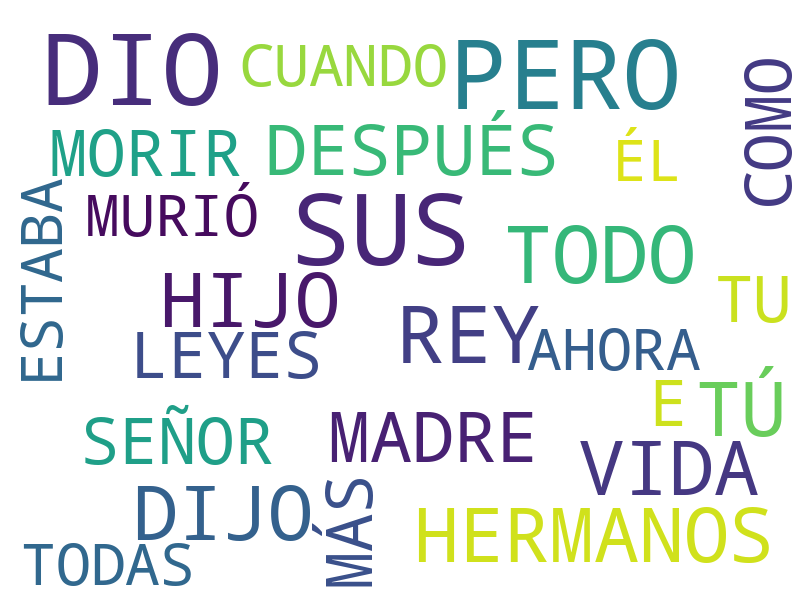 DIO CUANDO PERO
COMO
MORIR DESPUÉS ÉL
ESTABA
MURIÓ SUS
TODO
HIJO TU
LEYES REY AHORA
E TÚ
SEÑOR MADRE VIDA
DIJO MÁS HERMANOS
TODAS